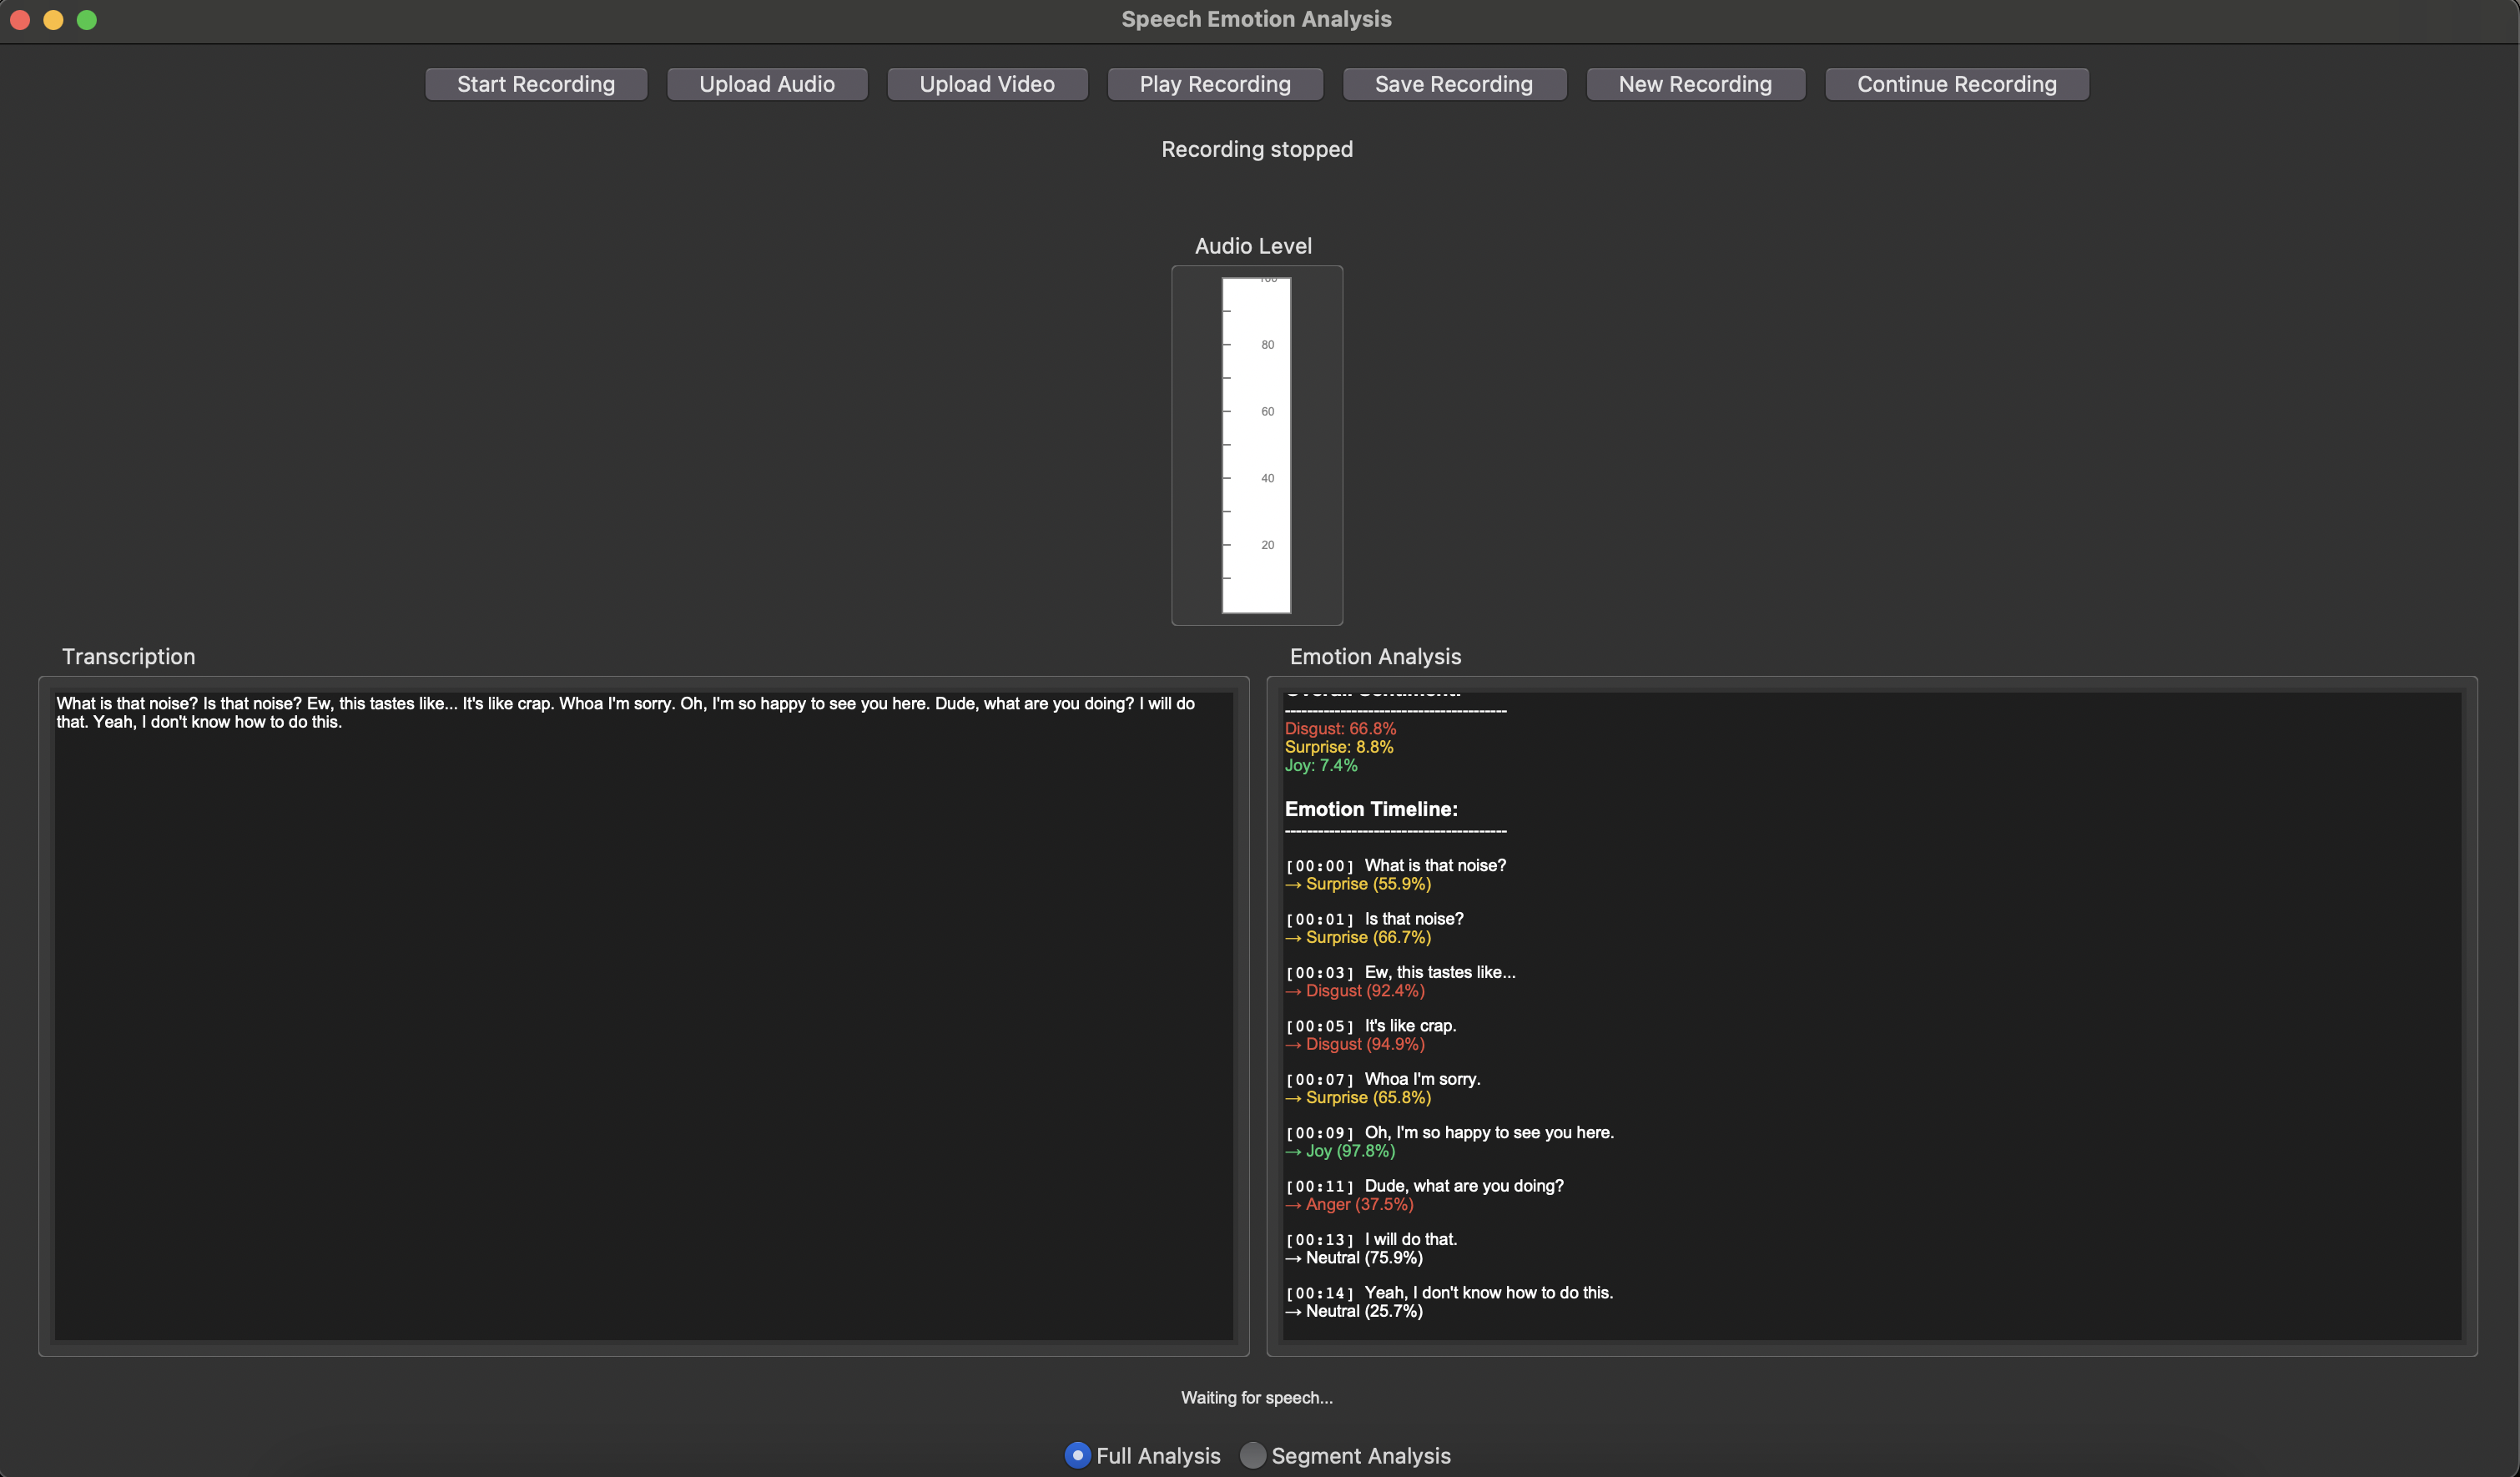 Speech Emotion Analysis
Start Recording
Upload Audio
Upload Video
Play Recording
Save Recording
New Recording
Continue Recording
Recording stopped
Audio Level
100
80
60
40
20
Transcription
What is that noise? Is that noise? Ew, this tastes like... It's like crap. Whoa I'm sorry. Oh, I'm so happy to see you here. Dude, what are you doing? I will do
that. Yeah, I don't know how to do this.
Emotion Analysis
Overall Sentiment:
----------------------------------------
Disgust: 66.8%
Surprise: 8.8%
Joy: 7.4%
Emotion Timeline:
----------------------------------------
[00:00] What is that noise?
→ Surprise (55.9%)
[00:01] Is that noise?
→ Surprise (66.7%)
[00:03] Ew, this tastes like...
→ Disgust (92.4%)
[00:05] It's like crap.
→ Disgust (94.9%)
[00:07] Whoa I'm sorry.
→ Surprise (65.8%)
[00:09] Oh, I'm so happy to see you here.
→ Joy (97.8%)
[00:11] Dude, what are you doing?
→ Anger (37.5%)
[00:13] I will do that.
→ Neutral (75.9%)
[00:14] Yeah, I don't know how to do this.
→ Neutral (25.7%)
Waiting for speech...
Full Analysis
Segment Analysis